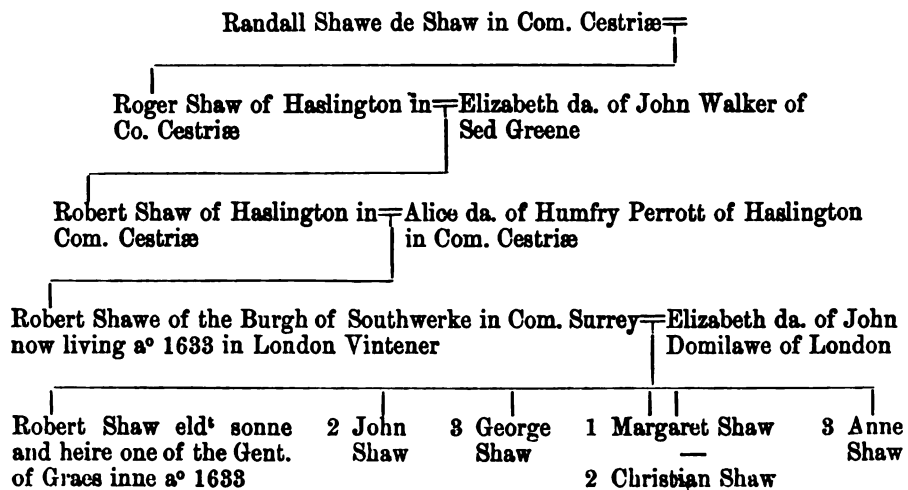 Randall Shawe de Shaw in Com. Cestriæ
Roger Shaw of Haslington in
Co. Cestriæ
Elizabeth da. of John Walker of
Sed Greene
Robert Shaw of Haslington in
Com. Cestriæ
Alice da. of Humfry Perrott of Haslington
in Com. Cestriæ
Robert Shawe of the Burgh of Southwerke in Com. Surrey
now living aº 1633 in London Vintener
Elizabeth da. of John
Domilawe of London
Robert Shaw eldᵗ sonne
and heire one of the Gent.
of Graes inne aº 1633
2 John
Shaw
3 George
Shaw
1 Margaret Shaw
2 Christian Shaw
3 Anne
Shaw